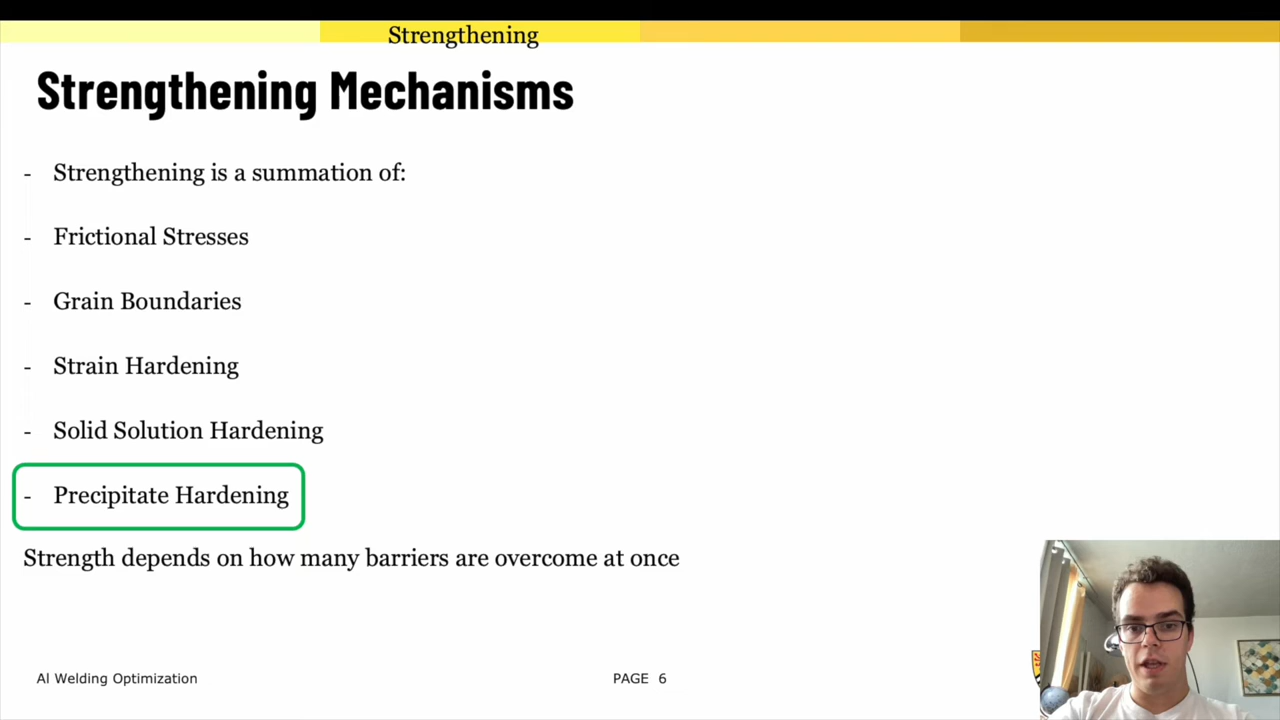 Strengthening
Strengthening Mechanisms
- Strengthening is a summation of:
- Frictional Stresses
- Grain Boundaries
- Strain Hardening
- Solid Solution Hardening
- Precipitate Hardening
Strength depends on how many barriers are overcome at once
Al Welding Optimization
PAGE 6